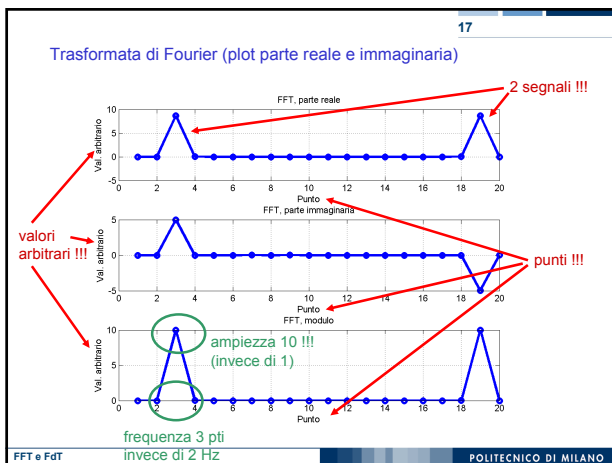 17
Trasformata di Fourier (plot parte reale e immaginaria)
2 segnali !!!
FFT, parte reale
Val. arbitrario
10
5
0
-5
0 2 4 6 8 10 12 14 16 18 20
Punto
valori
arbitrari !!!
FFT, parte immaginaria
Val. arbitrario
5
0
-5
0 2 4 6 8 10 12 14 16 18 20
Punto
punti !!!
FFT, modulo
Val. arbitrario
10
5
0
0 2 4 6 8 10 12 14 16 18 20
Punto
ampiezza 10 !!!
(invece di 1)
frequenza 3 pti
invece di 2 Hz
FFT e FdT
POLITECNICO DI MILANO